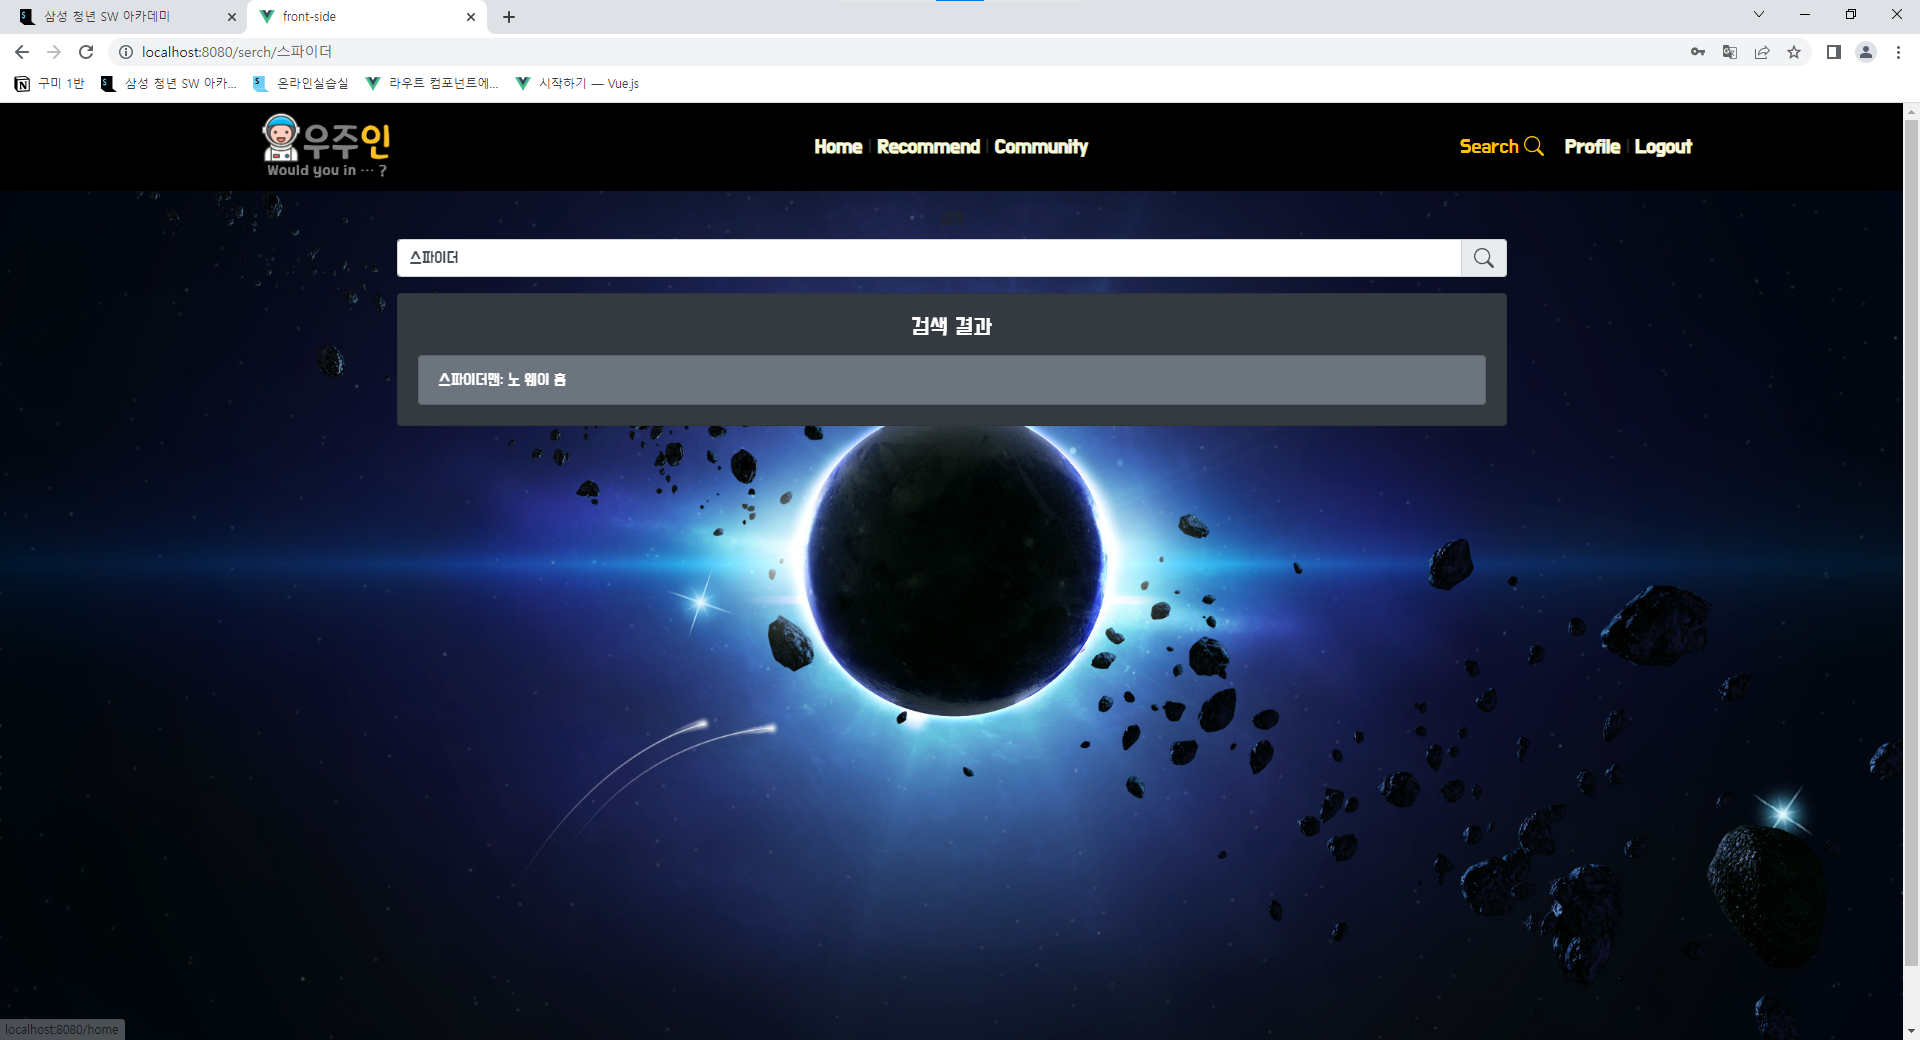 삼성 청년 SW 아카데미
front-side
localhost:8080/serch/스파이더
구미 1반
삼성 청년 SW 아카...
온라인실습실
라우트 컴포넌트에...
시작하기 — Vue.js
우주인
Would you in ··· ?
Home | Recommend | Community
Search
Profile | Logout
스파이더
검색 결과
스파이더맨: 노 웨이 홈
localhost:8080/home